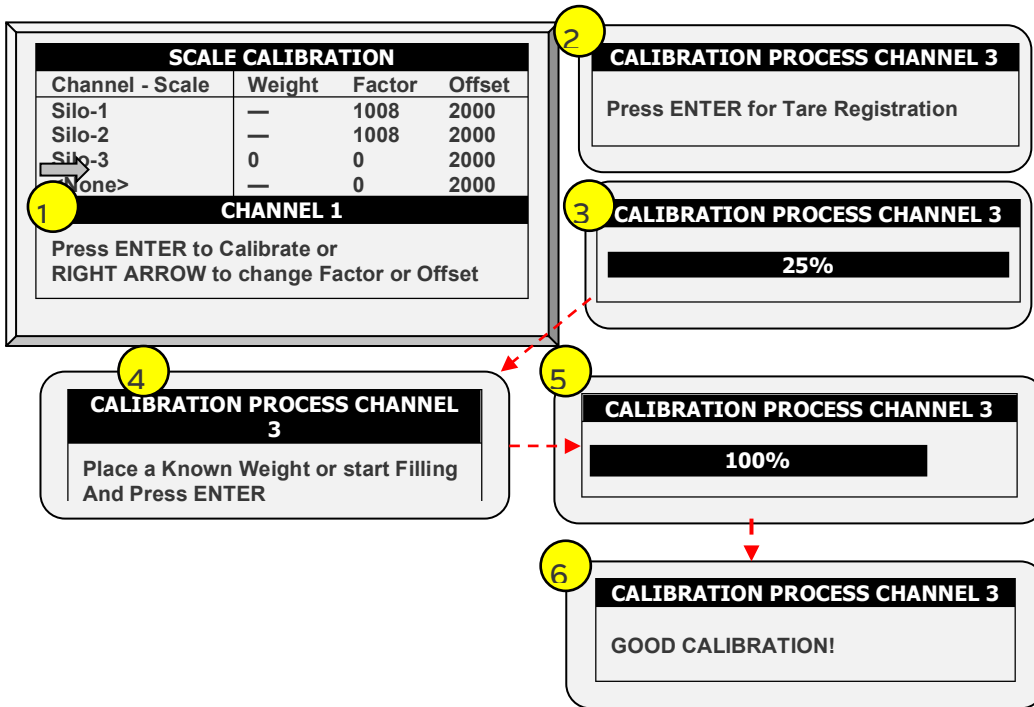 SCALE CALIBRATION
Channel - Scale Weight Factor Offset
Silo-1 — 1008 2000
Silo-2 — 1008 2000
Silo-3 0 0 2000
<None> — 0 2000
1
CHANNEL 1
Press ENTER to Calibrate or
RIGHT ARROW to change Factor or Offset
2
CALIBRATION PROCESS CHANNEL 3
Press ENTER for Tare Registration
3
CALIBRATION PROCESS CHANNEL 3
25%
4
CALIBRATION PROCESS CHANNEL
3
Place a Known Weight or start Filling
And Press ENTER
5
CALIBRATION PROCESS CHANNEL 3
100%
6
CALIBRATION PROCESS CHANNEL 3
GOOD CALIBRATION!